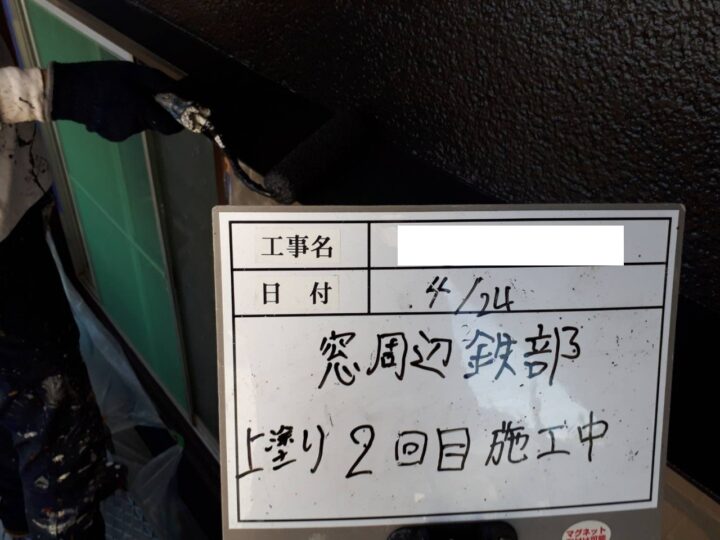 工事名
日付 4/24
窓周辺鉄部
上塗り2回目施工中
マグネット